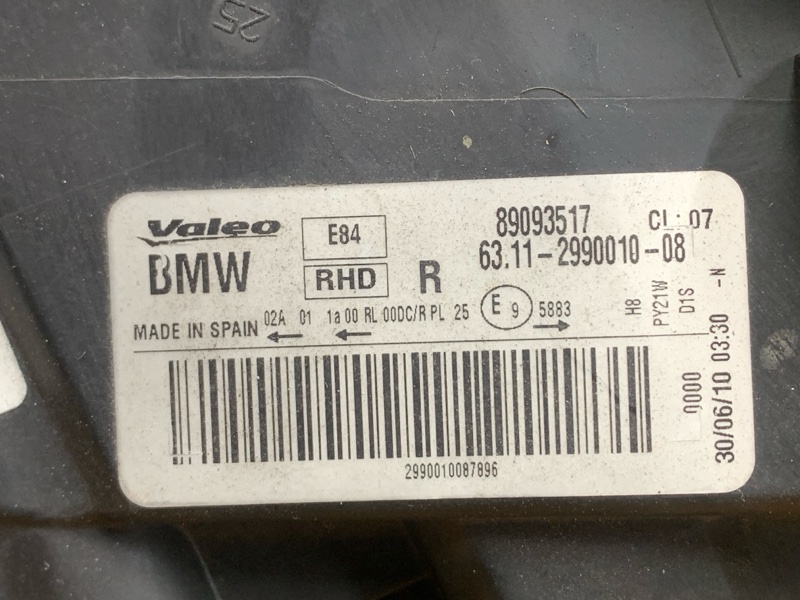 25
Valeo E84 89093517 CL: 07
BMW RHD R 63.11-2990010-08
MADE IN SPAIN 02A 01 1a 00 RL 00DC/R PL 25 E 9 5883
H8
PY21W
D1S
-N
0000
30/06/10 03:30
2990010087896